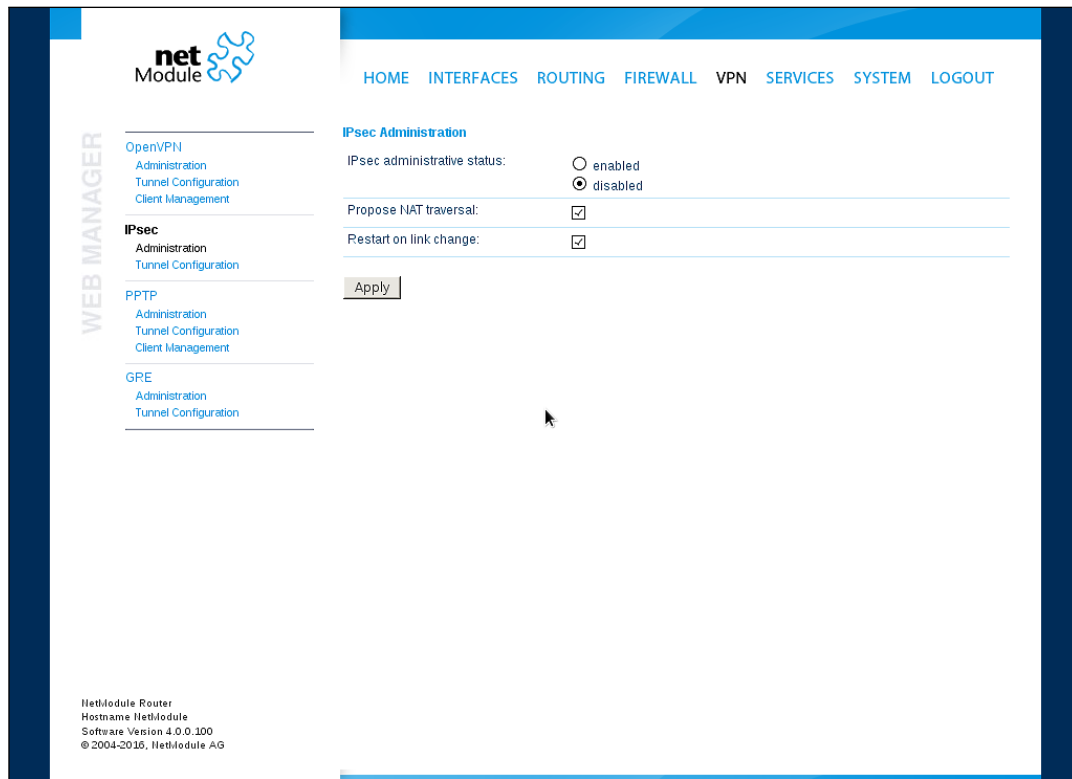 net
Module
HOME INTERFACES ROUTING FIREWALL VPN SERVICES SYSTEM LOGOUT
WEB MANAGER
OpenVPN
Administration
Tunnel Configuration
Client Management
IPsec
Administration
Tunnel Configuration
PPTP
Administration
Tunnel Configuration
Client Management
GRE
Administration
Tunnel Configuration
IPsec Administration
IPsec administrative status:
enabled
disabled
Propose NAT traversal:
Restart on link change:
Apply
NetModule Router
Hostname NetModule
Software Version 4.0.0.100
© 2004-2016, NetModule AG